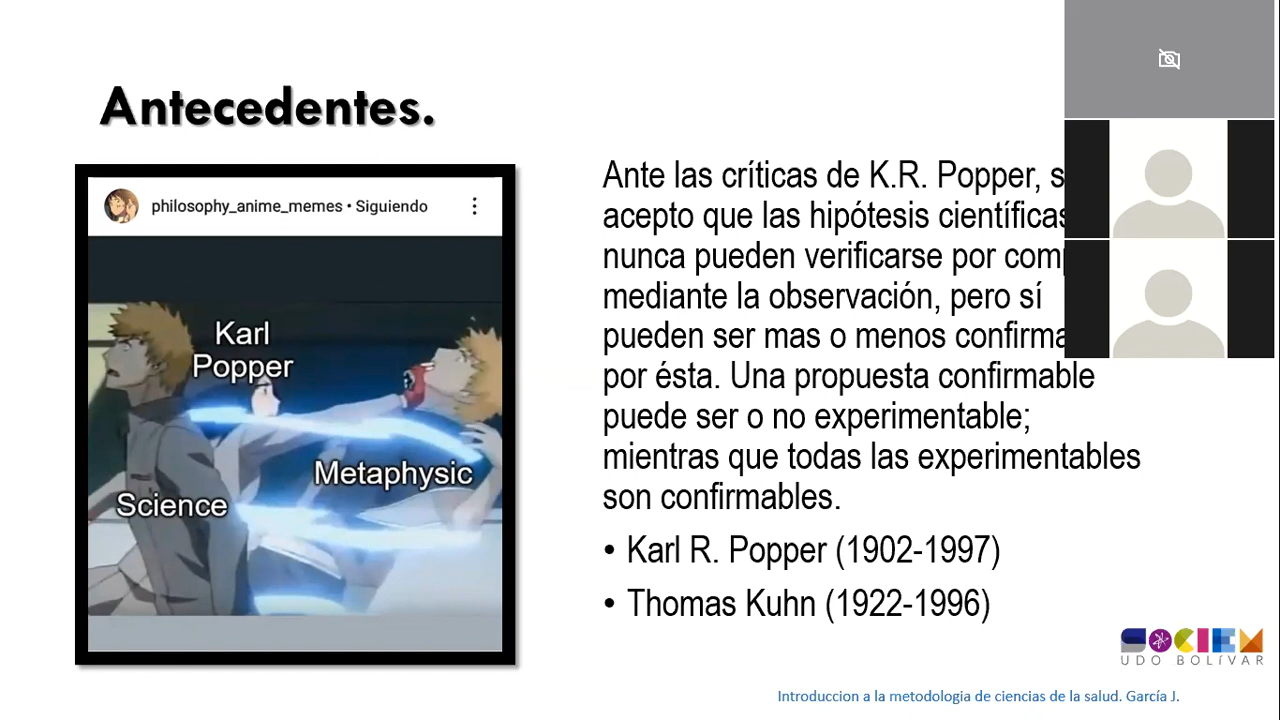 Antecedentes.
philosophy_anime_memes • Siguiendo
Karl
Popper
Metaphysic
Science
Ante las críticas de K.R. Popper,
acepto que las hipótesis científicas
nunca pueden verificarse por
mediante la observación, pero sí
pueden ser mas o menos
por ésta. Una propuesta confirmable
puede ser o no experimentable;
mientras que todas las experimentables
son confirmables.
• Karl R. Popper (1902-1997)
• Thomas Kuhn (1922-1996)
SOCIEM
UDO BOLÍVAR
Introduccion a la metodologia de ciencias de la salud. García J.